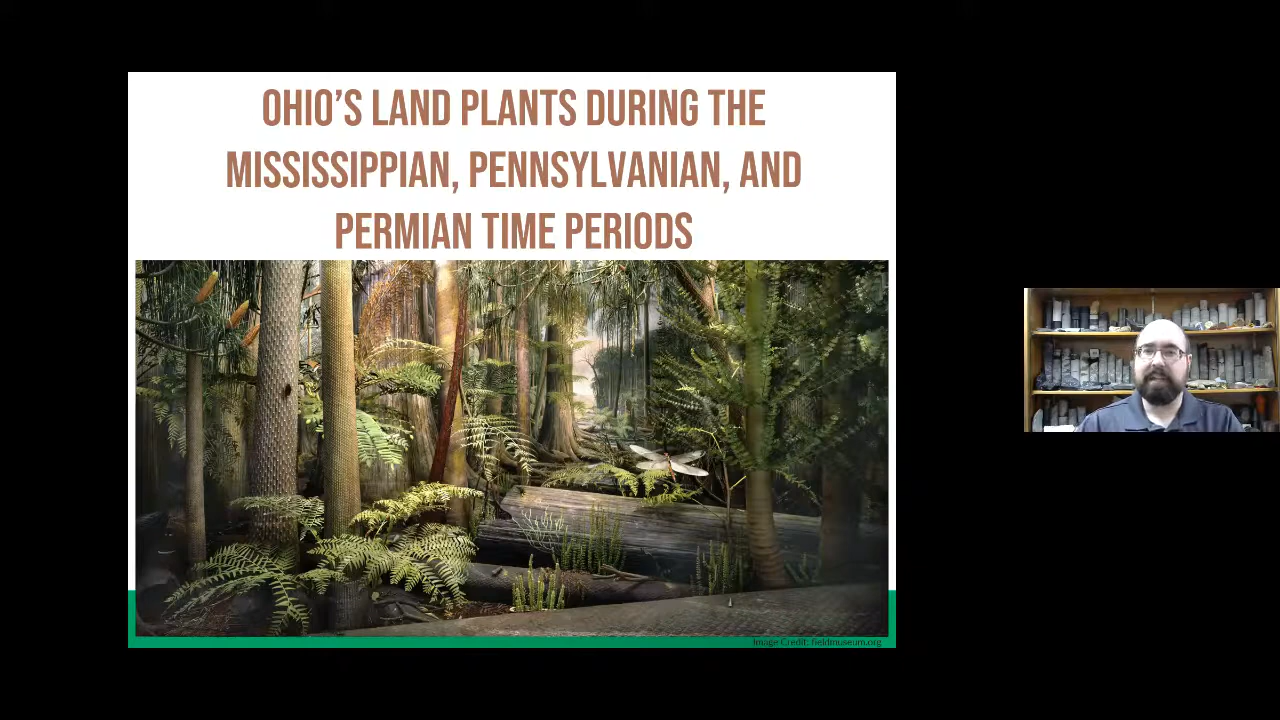 OHIO'S LAND PLANTS DURING THE
MISSISSIPPIAN, PENNSYLVANIAN, AND
PERMIAN TIME PERIODS
Image Credit: fieldmuseum.org